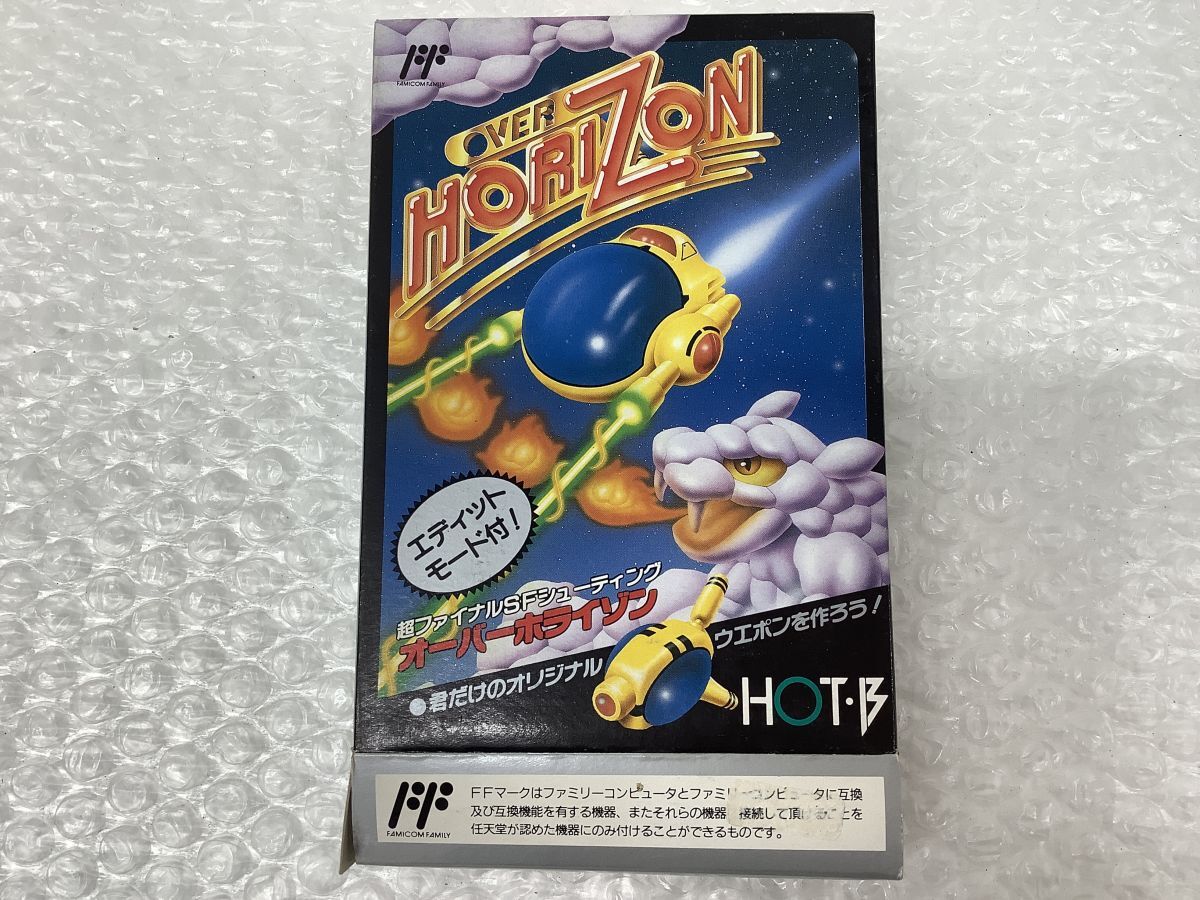 FF
FAMICOM FAMILY
OVER
HORIZON
エディット
モード付!
超ファイナルSFシューティング
オーバーホライゾン
●君だけのオリジナル
ウエポンを作ろう!
HOT・B
FF
FAMICOM FAMILY
FFマークはファミリーコンピュータとファミリーコンピュータに互換
及び互換機能を有する機器、またそれらの機器 接続して頂けることを
任天堂が認めた機器にのみ付けることができるものです。